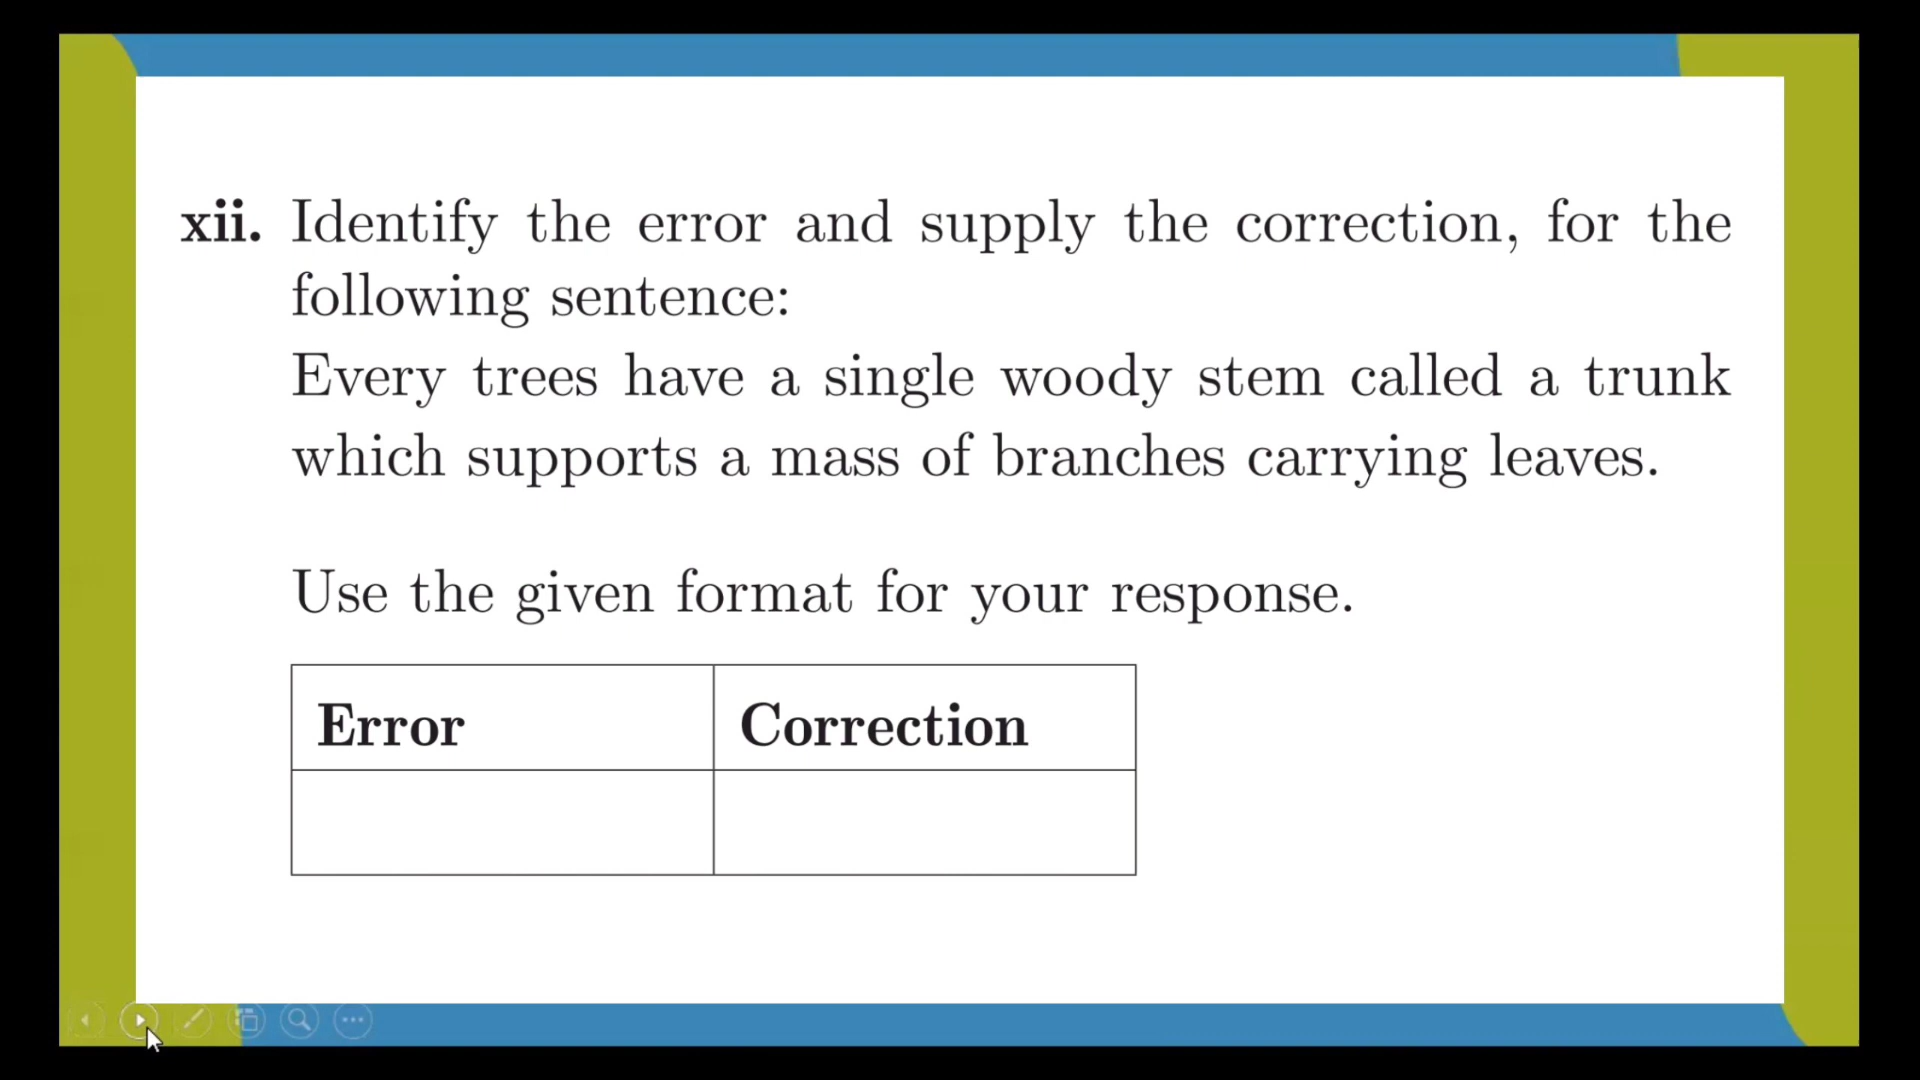 xii. Identify the error and supply the correction, for the
following sentence:
Every trees have a single woody stem called a trunk
which supports a mass of branches carrying leaves.
Use the given format for your response.
Error Correction